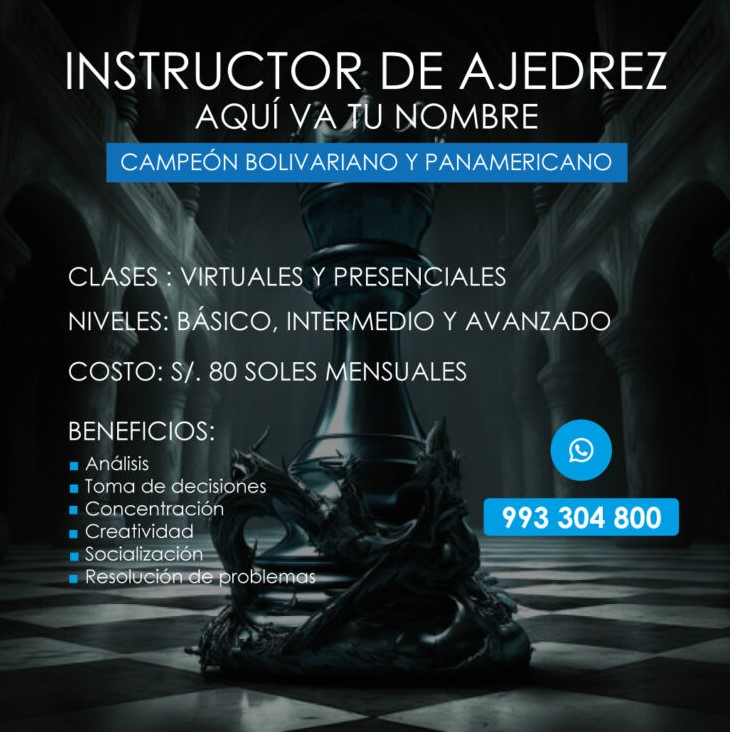 INSTRUCTOR DE AJEDREZ
AQUÍ VA TU NOMBRE
CAMPEÓN BOLIVARIANO Y PANAMERICANO
CLASES : VIRTUALES Y PRESENCIALES
NIVELES: BÁSICO, INTERMEDIO Y AVANZADO
COSTO: S/. 80 SOLES MENSUALES
BENEFICIOS:
Análisis
Toma de decisiones
Concentración
Creatividad
Socialización
Resolución de problemas
993 304 800